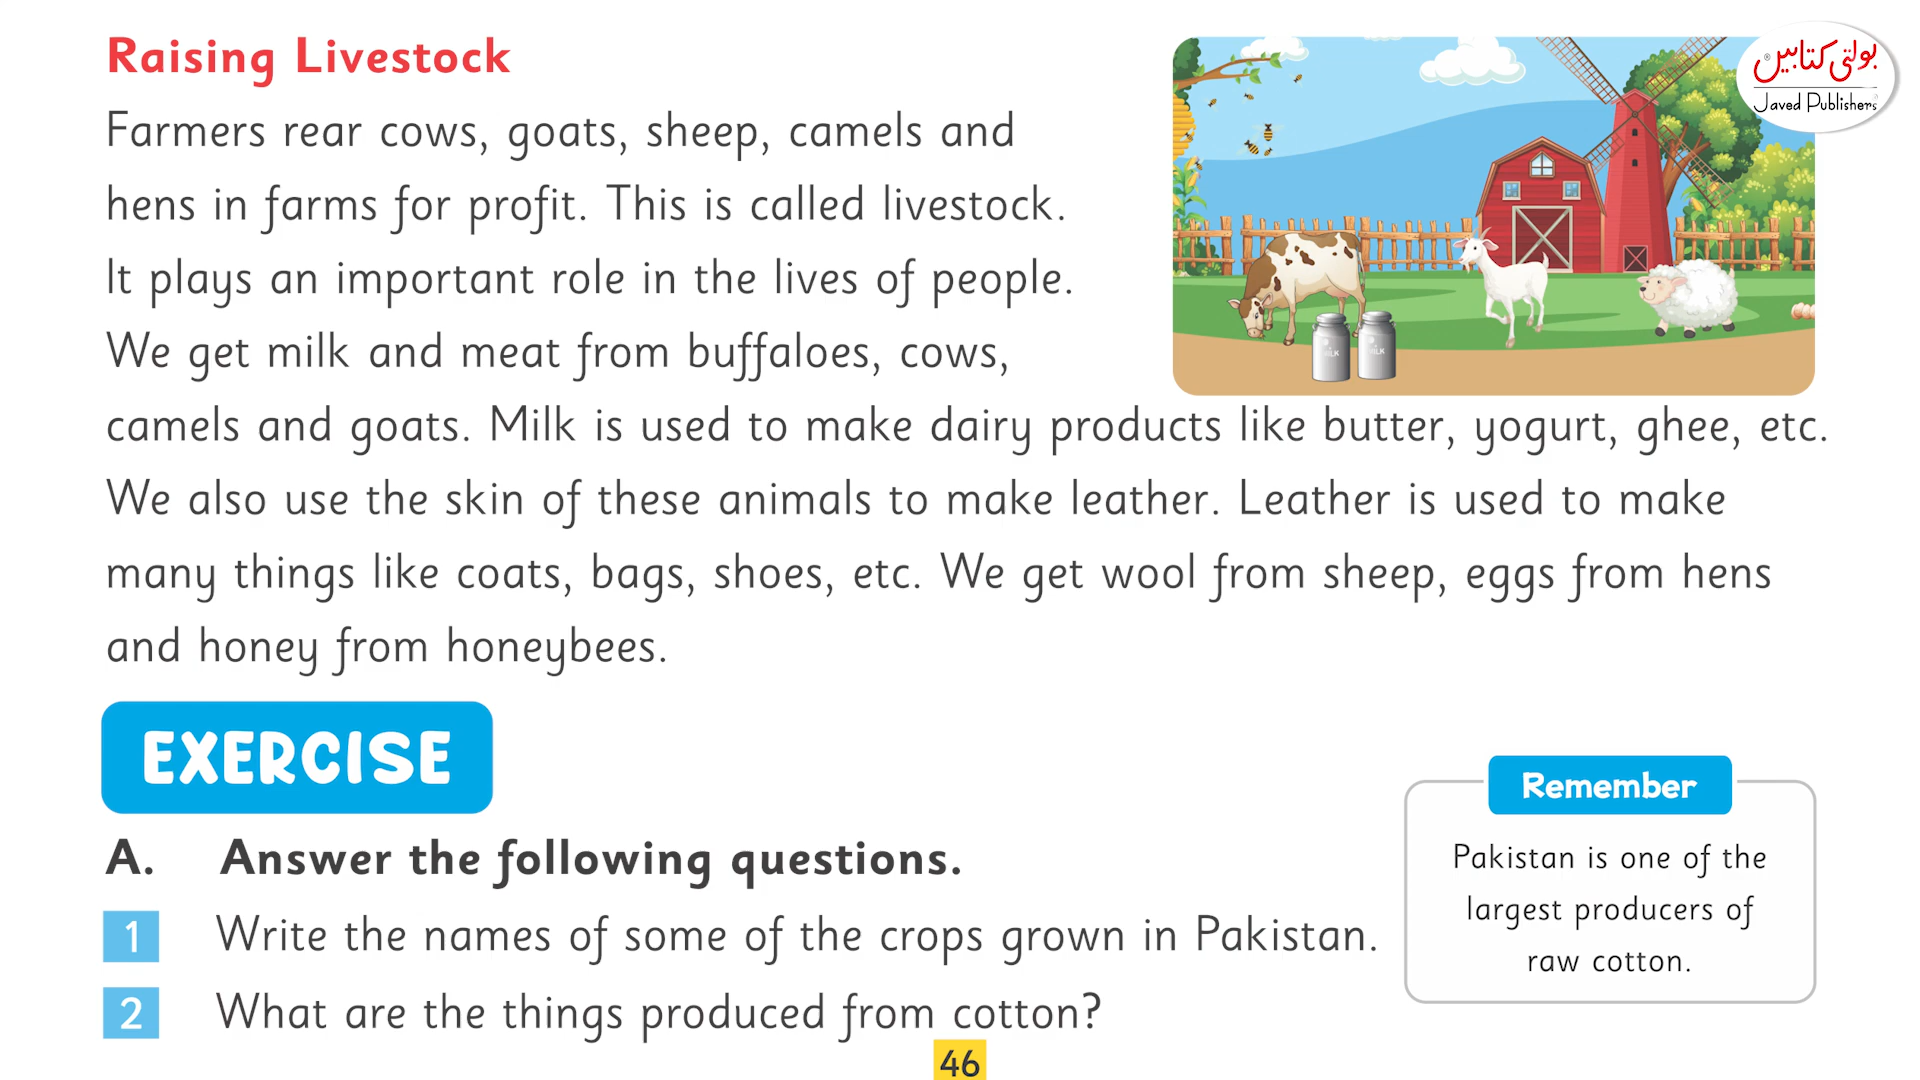 Raising Livestock
Farmers rear cows, goats, sheep, camels and
hens in farms for profit. This is called livestock.
It plays an important role in the lives of people.
We get milk and meat from buffaloes, cows,
camels and goats. Milk is used to make dairy products like butter, yogurt, ghee, etc.
We also use the skin of these animals to make leather. Leather is used to make
many things like coats, bags, shoes, etc. We get wool from sheep, eggs from hens
and honey from honeybees.
بولتی کتابیں®
Javed Publishers
MILK
MILK
EXERCISE
A. Answer the following questions.
1 Write the names of some of the crops grown in Pakistan.
2 What are the things produced from cotton?
Remember
Pakistan is one of the
largest producers of
raw cotton.
46